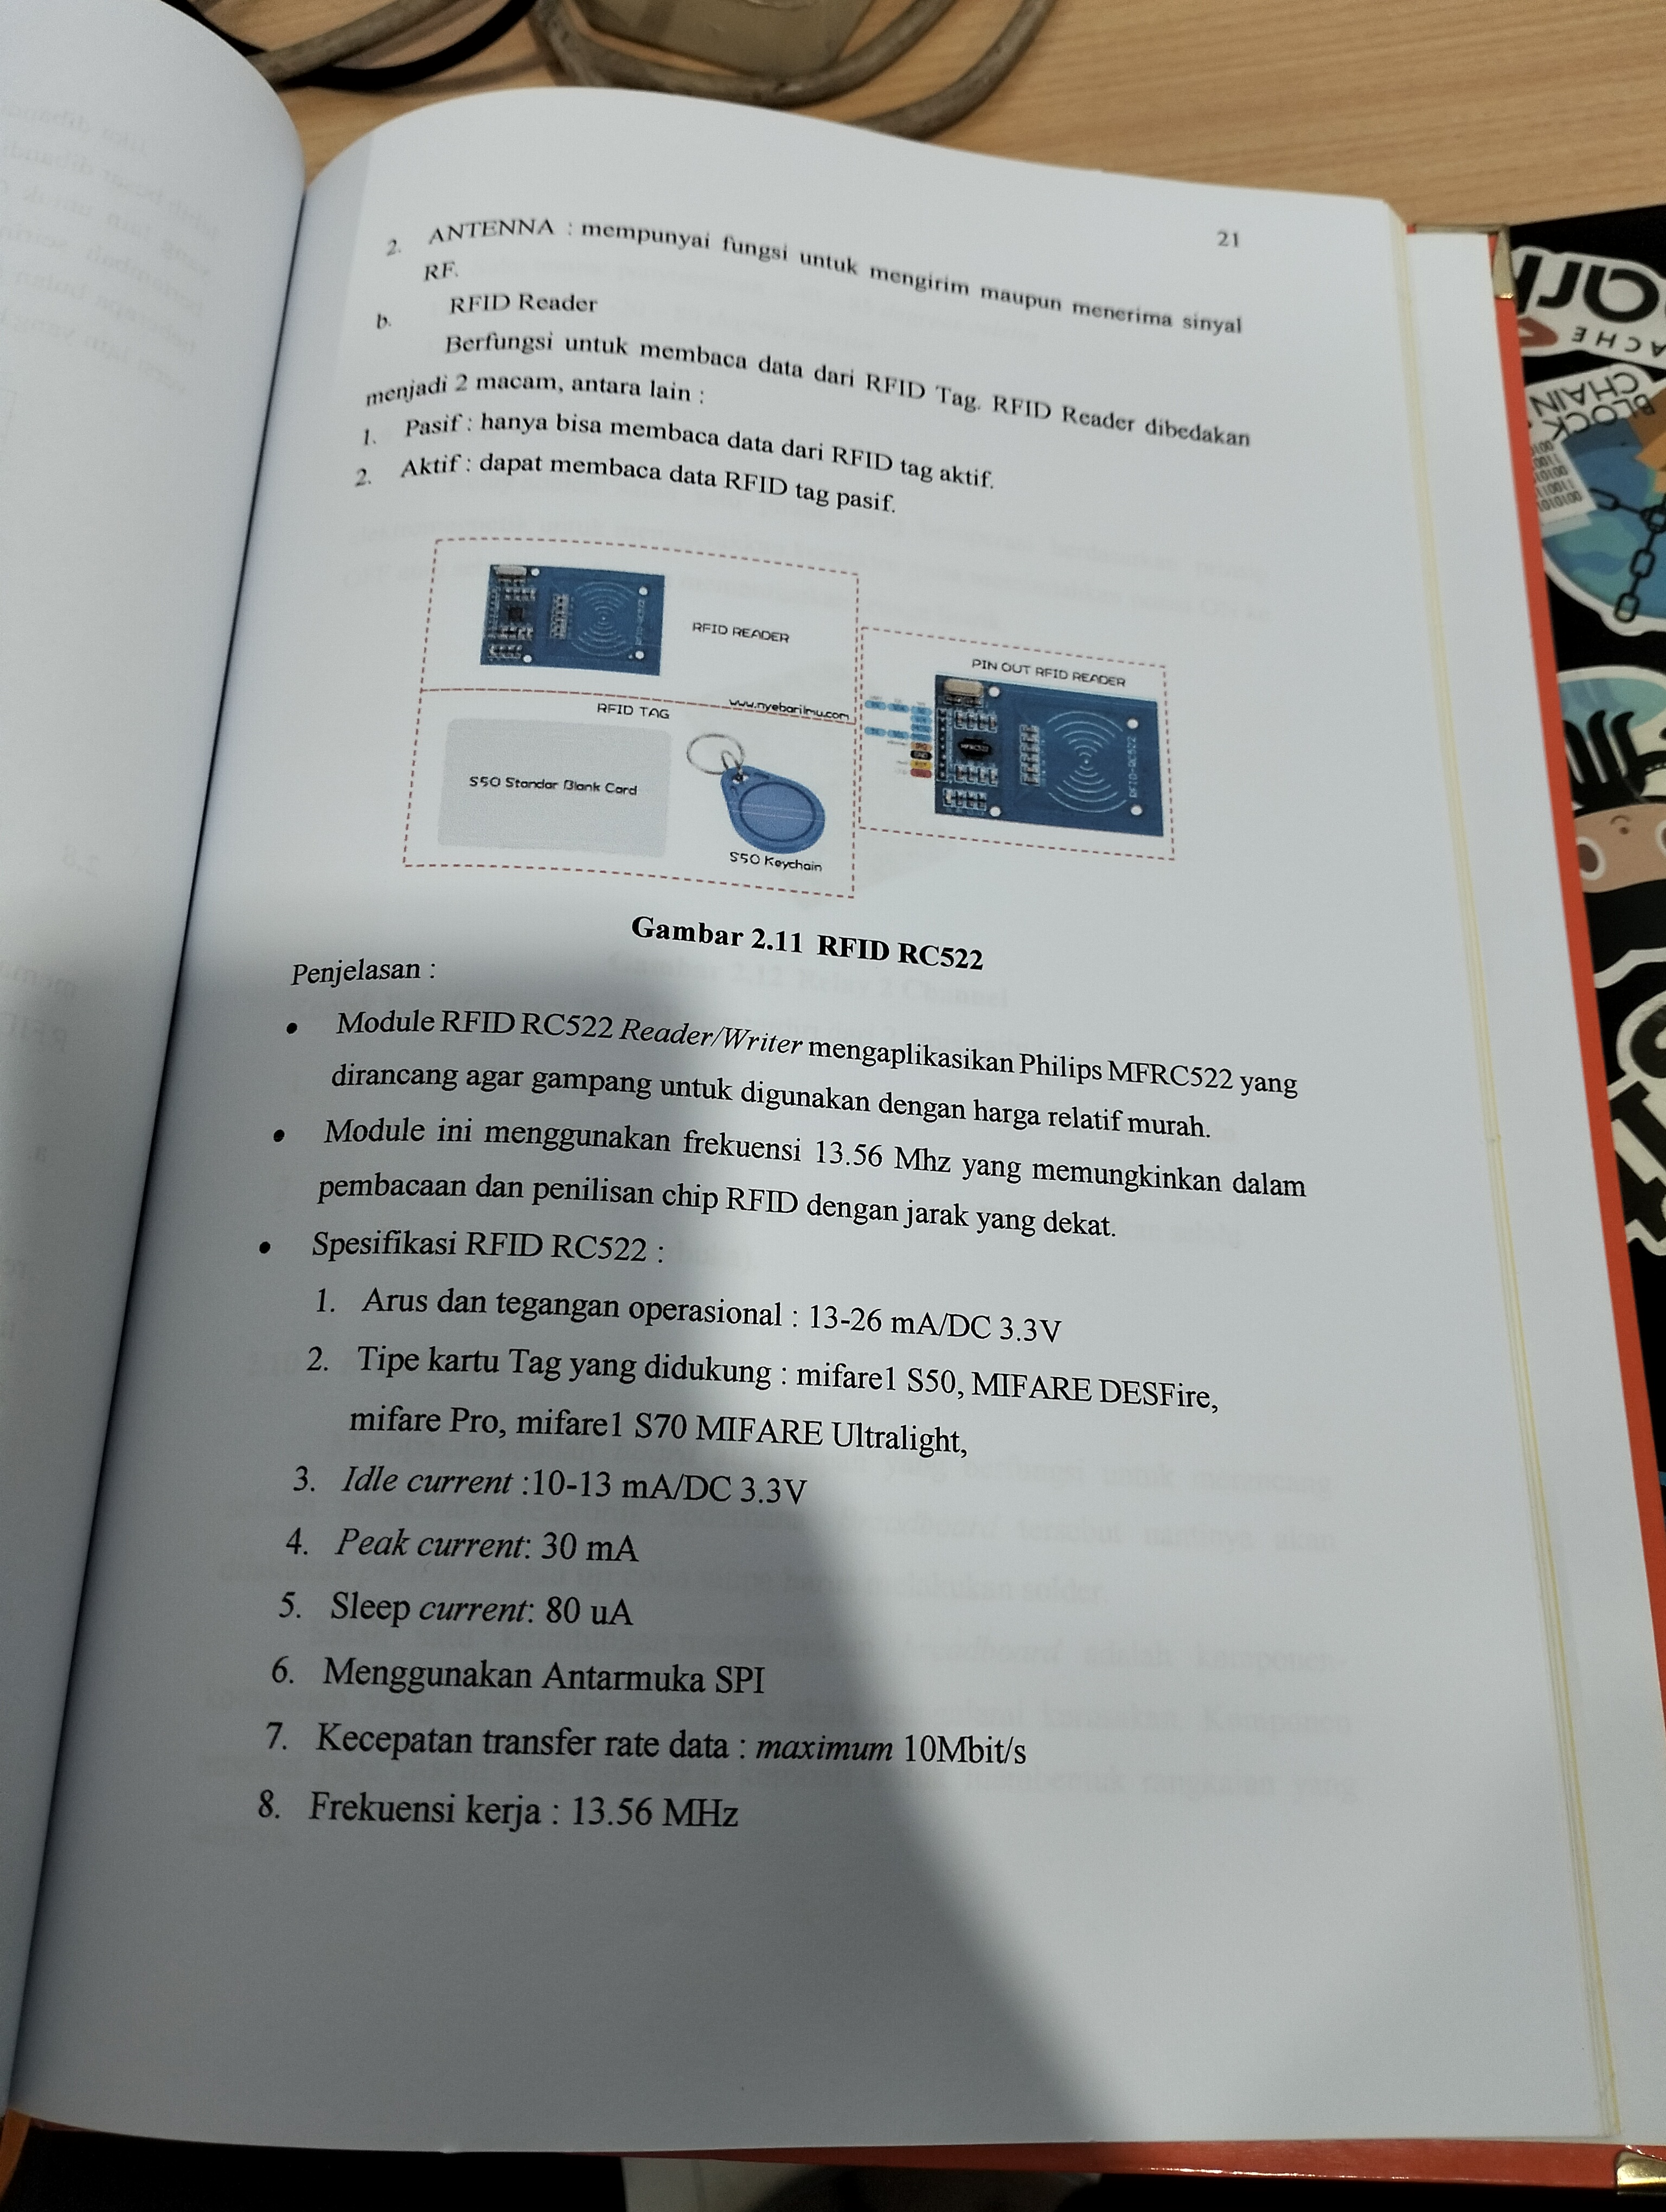 21
2. ANTENNA : mempunyai fungsi untuk mengirim maupun menerima sinyal
RF.
b. RFID Reader
Berfungsi untuk membaca data dari RFID Tag. RFID Reader dibedakan
menjadi 2 macam, antara lain :
1. Pasif : hanya bisa membaca data dari RFID tag aktif.
2. Aktif : dapat membaca data RFID tag pasif.
RFID READER
www.nyebarilmu.com
RFID TAG
S50 Standar Blank Card
S50 Keychain
PIN OUT RFID READER
MFRC522
RFID-RC522
Gambar 2.11 RFID RC522
Penjelasan :
• Module RFID RC522 Reader/Writer mengaplikasikan Philips MFRC522 yang
dirancang agar gampang untuk digunakan dengan harga relatif murah.
• Module ini menggunakan frekuensi 13.56 Mhz yang memungkinkan dalam
pembacaan dan penilisan chip RFID dengan jarak yang dekat.
• Spesifikasi RFID RC522 :
1. Arus dan tegangan operasional : 13-26 mA/DC 3.3V
2. Tipe kartu Tag yang didukung : mifare1 S50, MIFARE DESFire,
mifare Pro, mifare1 S70 MIFARE Ultralight,
3. Idle current :10-13 mA/DC 3.3V
4. Peak current: 30 mA
5. Sleep current: 80 uA
6. Menggunakan Antarmuka SPI
7. Kecepatan transfer rate data : maximum 10Mbit/s
8. Frekuensi kerja : 13.56 MHz
BLOCK
CHAIN